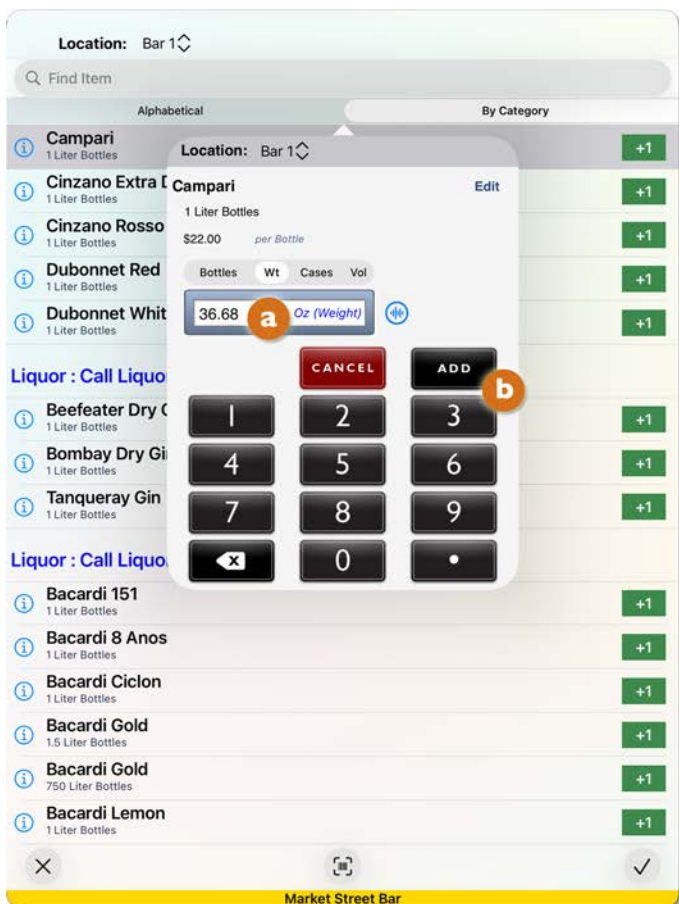 Location: Bar 1
Find Item
Alphabetical By Category
Campari
1 Liter Bottles
+1
Cinzano Extra D
1 Liter Bottles
+1
Cinzano Rosso
1 Liter Bottles
+1
Dubonnet Red
1 Liter Bottles
+1
Dubonnet Whit
1 Liter Bottles
+1
Liquor : Call Liquo
Beefeater Dry G
1 Liter Bottles
+1
Bombay Dry Gi
1 Liter Bottles
+1
Tanqueray Gin
1 Liter Bottles
+1
Liquor : Call Liquo
Bacardi 151
1 Liter Bottles
+1
Bacardi 8 Anos
1 Liter Bottles
+1
Bacardi Ciclon
1 Liter Bottles
+1
Bacardi Gold
1.5 Liter Bottles
+1
Bacardi Gold
750 Liter Bottles
+1
Bacardi Lemon
1 Liter Bottles
+1
Market Street Bar
Location: Bar 1
Campari Edit
1 Liter Bottles
$22.00 per Bottle
Bottles Wt Cases Vol
36.68 a Oz (Weight)
CANCEL ADD
b
1 2 3
4 5 6
7 8 9
0 .